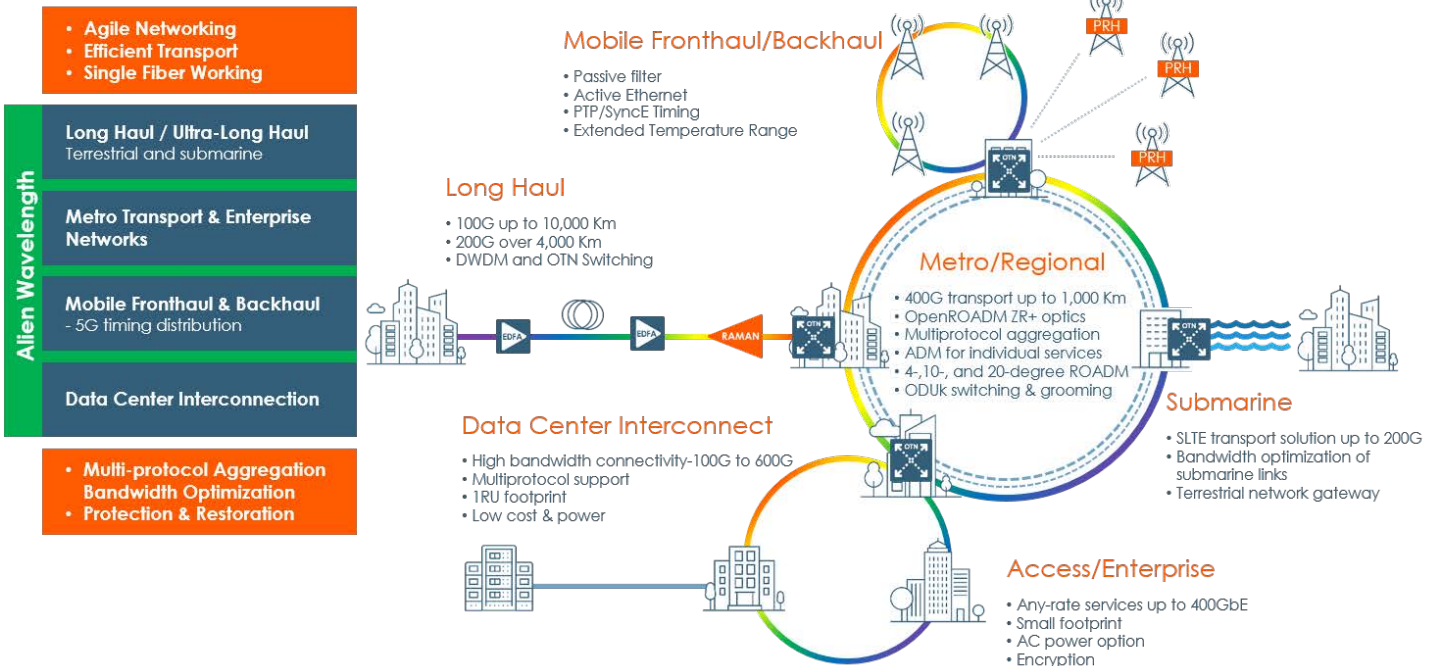 • Agile Networking
• Efficient Transport
• Single Fiber Working
Alien Wavelength
Long Haul / Ultra-Long Haul
Terrestrial and submarine
Metro Transport & Enterprise
Networks
Mobile Fronthaul & Backhaul
- 5G timing distribution
Data Center Interconnection
• Multi-protocol Aggregation
Bandwidth Optimization
• Protection & Restoration
Mobile Fronthaul/Backhaul
• Passive filter
• Active Ethernet
• PTP/SyncE Timing
• Extended Temperature Range
PRH
PRH
PRH
OTN
Long Haul
• 100G up to 10,000 Km
• 200G over 4,000 Km
• DWDM and OTN Switching
EDFA
EDFA
RAMAN
OTN
Metro/Regional
• 400G transport up to 1,000 Km
• OpenROADM ZR+ optics
• Multiprotocol aggregation
• ADM for individual services
• 4-,10-, and 20-degree ROADM
• ODUk switching & grooming
OTN
Submarine
• SLTE transport solution up to 200G
• Bandwidth optimization of
submarine links
• Terrestrial network gateway
Data Center Interconnect
• High bandwidth connectivity-100G to 600G
• Multiprotocol support
• 1RU footprint
• Low cost & power
OTN
Access/Enterprise
• Any-rate services up to 400GbE
• Small footprint
• AC power option
• Encryption